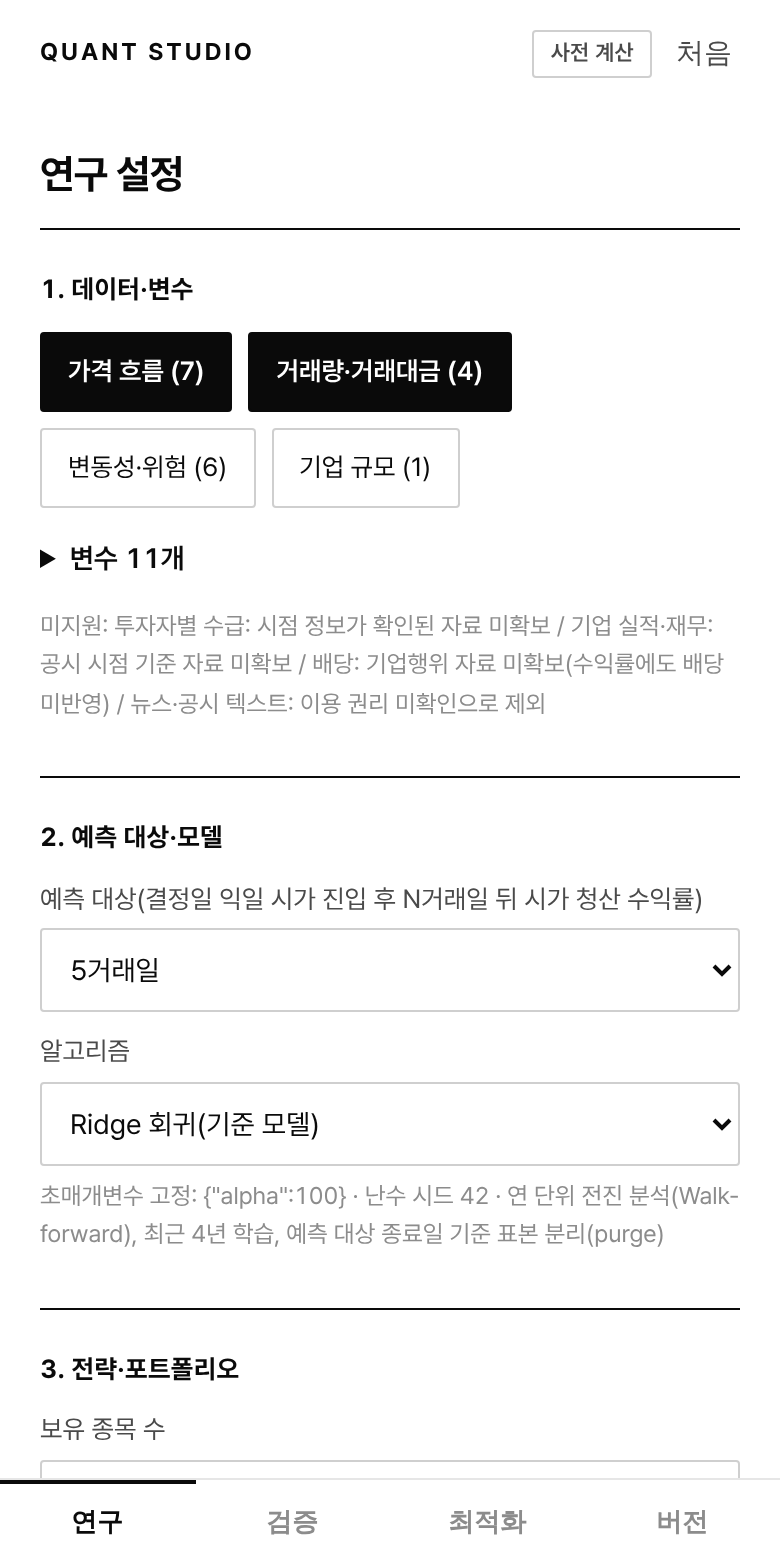 QUANT STUDIO
사전 계산
처음
연구 설정
1. 데이터·변수
가격 흐름 (7)
거래량·거래대금 (4)
변동성·위험 (6)
기업 규모 (1)
▶ 변수 11개
미지원: 투자자별 수급: 시점 정보가 확인된 자료 미확보 / 기업 실적·재무:
공시 시점 기준 자료 미확보 / 배당: 기업행위 자료 미확보(수익률에도 배당
미반영) / 뉴스·공시 텍스트: 이용 권리 미확인으로 제외
2. 예측 대상·모델
예측 대상(결정일 익일 시가 진입 후 N거래일 뒤 시가 청산 수익률)
5거래일
알고리즘
Ridge 회귀(기준 모델)
초매개변수 고정: {"alpha":100} · 난수 시드 42 · 연 단위 전진 분석(Walk-
forward), 최근 4년 학습, 예측 대상 종료일 기준 표본 분리(purge)
3. 전략·포트폴리오
보유 종목 수
연구
검증
최적화
버전